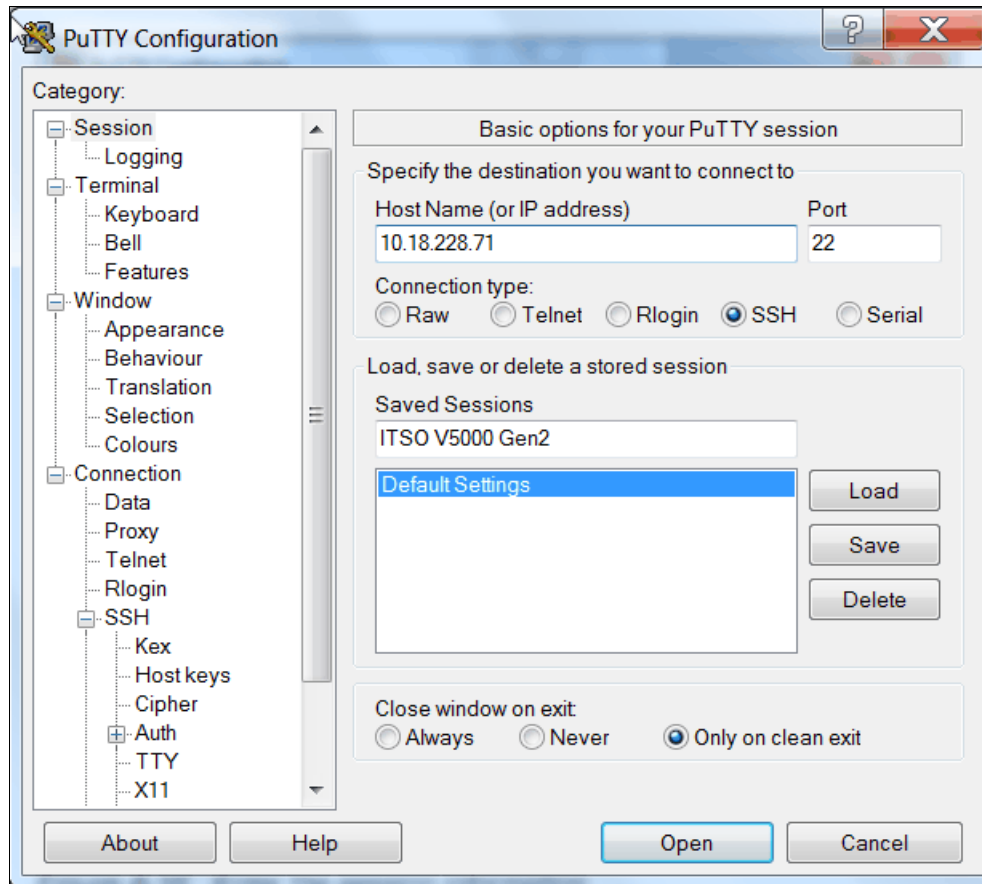 PuTTY Configuration
Category:
Session
Logging
Terminal
Keyboard
Bell
Features
Window
Appearance
Behaviour
Translation
Selection
Colours
Connection
Data
Proxy
Telnet
Rlogin
SSH
Kex
Host keys
Cipher
Auth
TTY
X11
Basic options for your PuTTY session
Specify the destination you want to connect to
Host Name (or IP address) Port
10.18.228.71 22
Connection type:
Raw Telnet Rlogin SSH Serial
Load, save or delete a stored session
Saved Sessions
ITSO V5000 Gen2
Default Settings
Load
Save
Delete
Close window on exit:
Always Never Only on clean exit
About Help Open Cancel